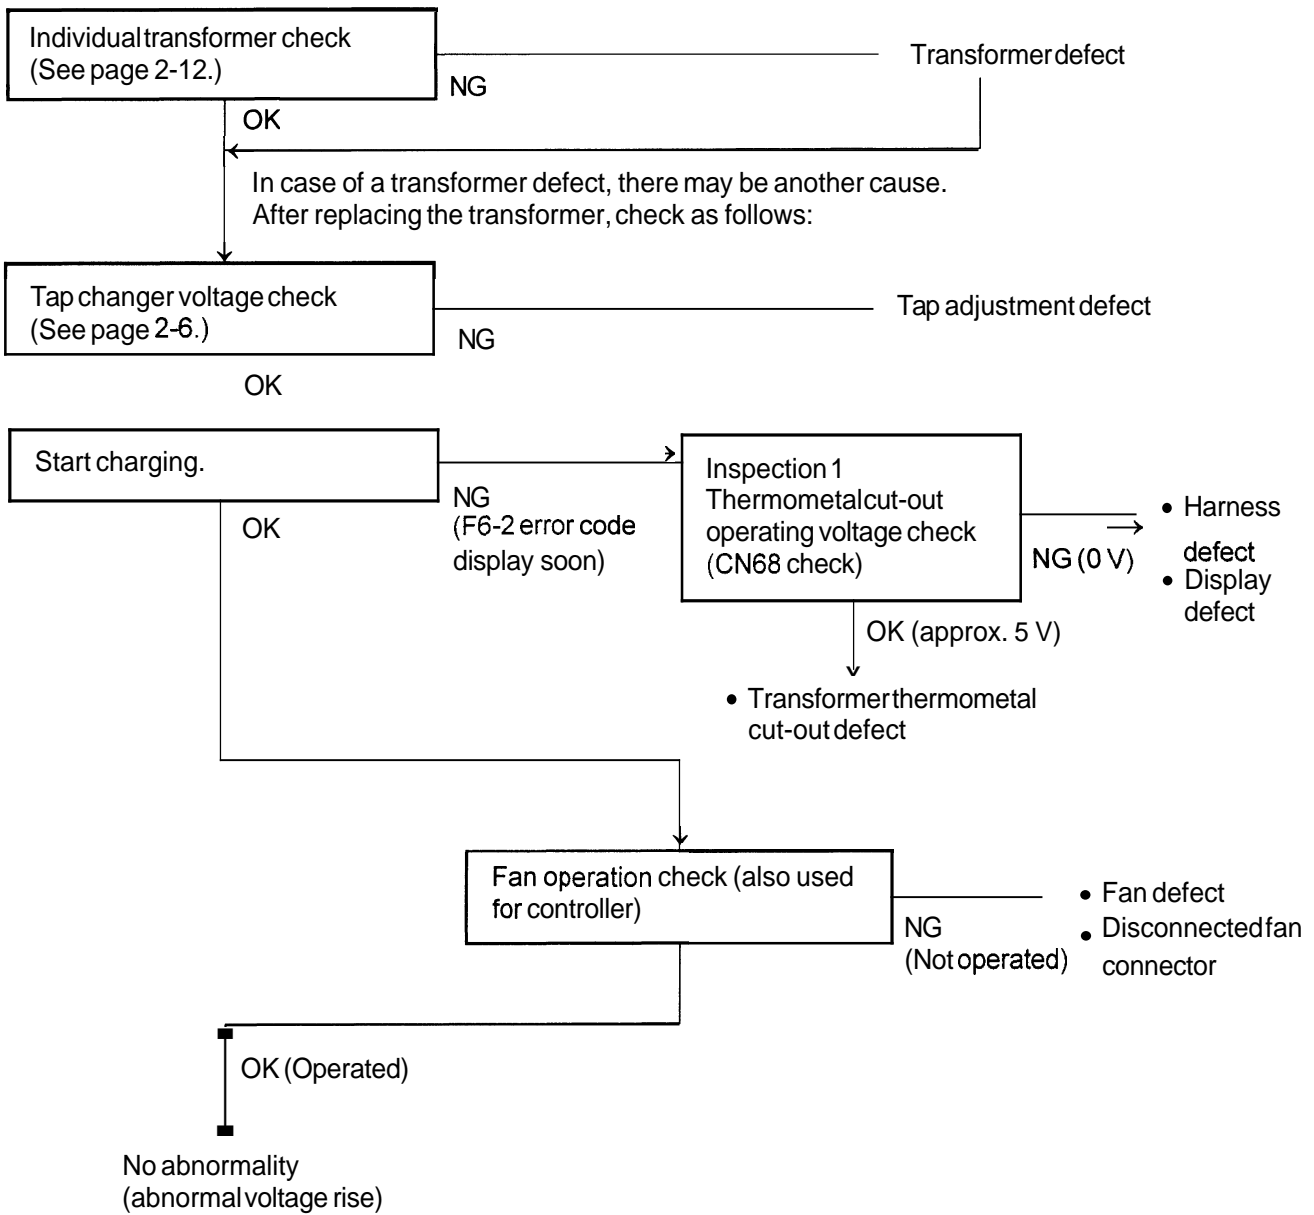 Individual transformer check
(See page 2-12.)
Transformer defect
NG
OK
In case of a transformer defect, there may be another cause.
After replacing the transformer, check as follows:
Tap changer voltage check
(See page 2-6.)
Tap adjustment defect
NG
OK
Start charging.
NG
(F6-2 error code
display soon)
OK
Inspection 1
Thermometal cut-out
operating voltage check
(CN68 check)
NG (0 V)
• Harness
defect
• Display
defect
OK (approx. 5 V)
• Transformer thermometal
cut-out defect
Fan operation check (also used
for controller)
NG
(Not operated)
• Fan defect
• Disconnected fan
connector
OK (Operated)
No abnormality
(abnormal voltage rise)